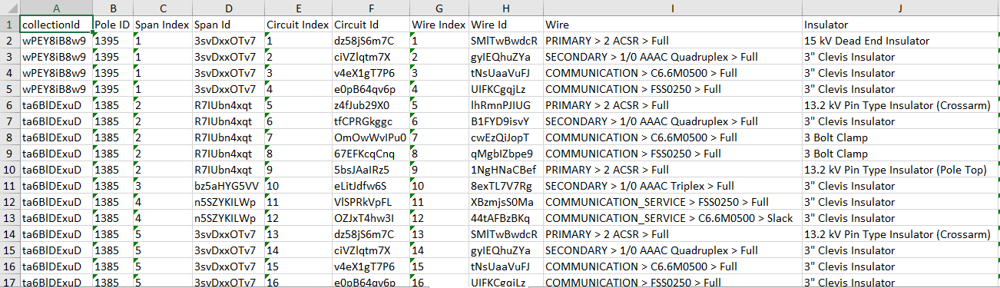 A B C D E F G H I J
1 collectionId Pole ID Span Index Span Id Circuit Index Circuit Id Wire Index Wire Id Wire Insulator
2 wPEY8iB8w9 1395 1 3svDxxOTv7 1 dz58jS6m7C 1 SMlTwBwdcR PRIMARY > 2 ACSR > Full 15 kV Dead End Insulator
3 wPEY8iB8w9 1395 1 3svDxxOTv7 2 ciVZlqtm7X 2 gyIEQhuZYa SECONDARY > 1/0 AAAC Quadruplex > Full 3" Clevis Insulator
4 wPEY8iB8w9 1395 1 3svDxxOTv7 3 v4eX1gT7P6 3 tNsUaaVuFJ COMMUNICATION > C6.6M0500 > Full 3" Clevis Insulator
5 wPEY8iB8w9 1395 1 3svDxxOTv7 4 e0pB64qv6p 4 UIFKCgqjLz COMMUNICATION > FSS0250 > Full 3" Clevis Insulator
6 ta6BlDExuD 1385 2 R7IUbn4xqt 5 z4fJub29X0 5 lhRmnPJIUG PRIMARY > 2 ACSR > Full 13.2 kV Pin Type Insulator (Crossarm)
7 ta6BlDExuD 1385 2 R7IUbn4xqt 6 tfCPRGkggc 6 B1FYD9isvY SECONDARY > 1/0 AAAC Quadruplex > Full 3" Clevis Insulator
8 ta6BlDExuD 1385 2 R7IUbn4xqt 7 OmOwWvIPu0 7 cwEzQiJopT COMMUNICATION > C6.6M0500 > Full 3 Bolt Clamp
9 ta6BlDExuD 1385 2 R7IUbn4xqt 8 67EFKcqCnq 8 qMgbIZbpe9 COMMUNICATION > FSS0250 > Full 3 Bolt Clamp
10 ta6BlDExuD 1385 2 R7IUbn4xqt 9 5bsJAaIRz5 9 1NgHNaCBef PRIMARY > 2 ACSR > Full 13.2 kV Pin Type Insulator (Pole Top)
11 ta6BlDExuD 1385 3 bz5aHYG5VV 10 eLitJdfw6S 10 8exTL7V7Rg SECONDARY > 1/0 AAAC Triplex > Full 3" Clevis Insulator
12 ta6BlDExuD 1385 4 n5SZYKILWp 11 VlSPRkVpFL 11 XBzmjsS0Ma COMMUNICATION_SERVICE > FSS0250 > Full 3" Clevis Insulator
13 ta6BlDExuD 1385 4 n5SZYKILWp 12 OZJxT4hw3I 12 44tAFBzBKq COMMUNICATION_SERVICE > C6.6M0500 > Slack 3" Clevis Insulator
14 ta6BlDExuD 1385 5 3svDxxOTv7 13 dz58jS6m7C 13 SMlTwBwdcR PRIMARY > 2 ACSR > Full 13.2 kV Pin Type Insulator (Crossarm)
15 ta6BlDExuD 1385 5 3svDxxOTv7 14 ciVZlqtm7X 14 gyIEQhuZYa SECONDARY > 1/0 AAAC Quadruplex > Full 3" Clevis Insulator
16 ta6BlDExuD 1385 5 3svDxxOTv7 15 v4eX1gT7P6 15 tNsUaaVuFJ COMMUNICATION > C6.6M0500 > Full 3" Clevis Insulator
17 ta6BlDExuD 1385 5 3svDxxOTv7 16 e0pB64qv6p 16 UIFKCgqjLz COMMUNICATION > FSS0250 > Full 3" Clevis Insulator